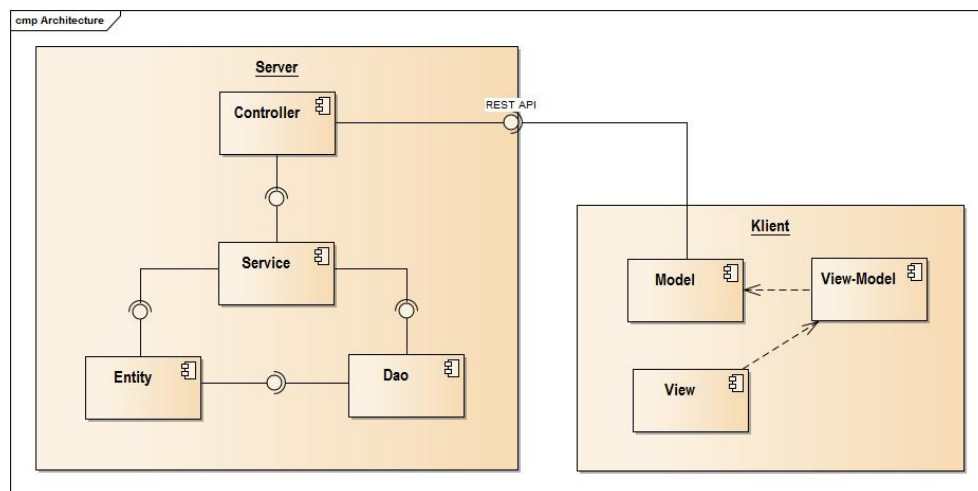 cmp Architecture
Server
Controller
REST API
Service
Entity
Dao
Klient
Model
View-Model
View